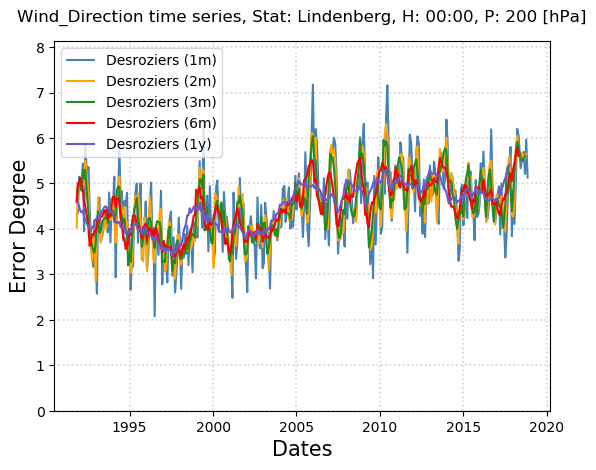 Wind_Direction time series, Stat: Lindenberg, H: 00:00, P: 200 [hPa]
Desroziers (1m)
Desroziers (2m)
Desroziers (3m)
Desroziers (6m)
Desroziers (1y)
Error Degree
8
7
6
5
4
3
2
1
0
1995 2000 2005 2010 2015 2020
Dates